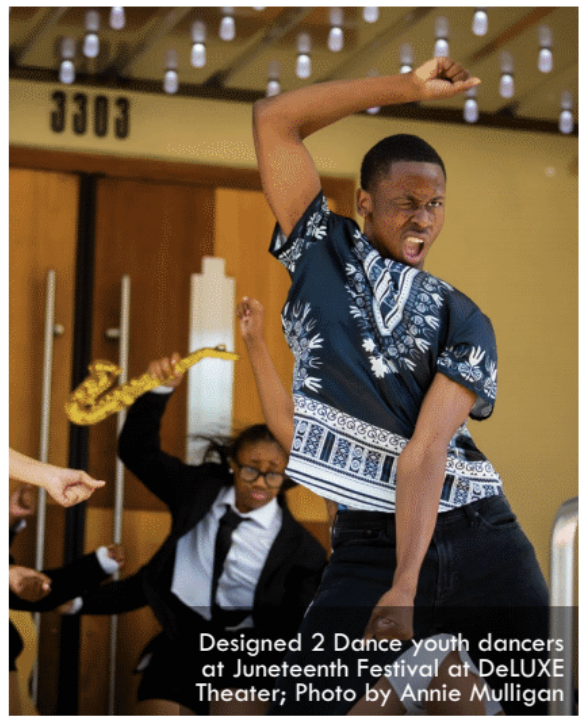 3303
Designed 2 Dance youth dancers
at Juneteenth Festival at DeLUXE
Theater; Photo by Annie Mulligan